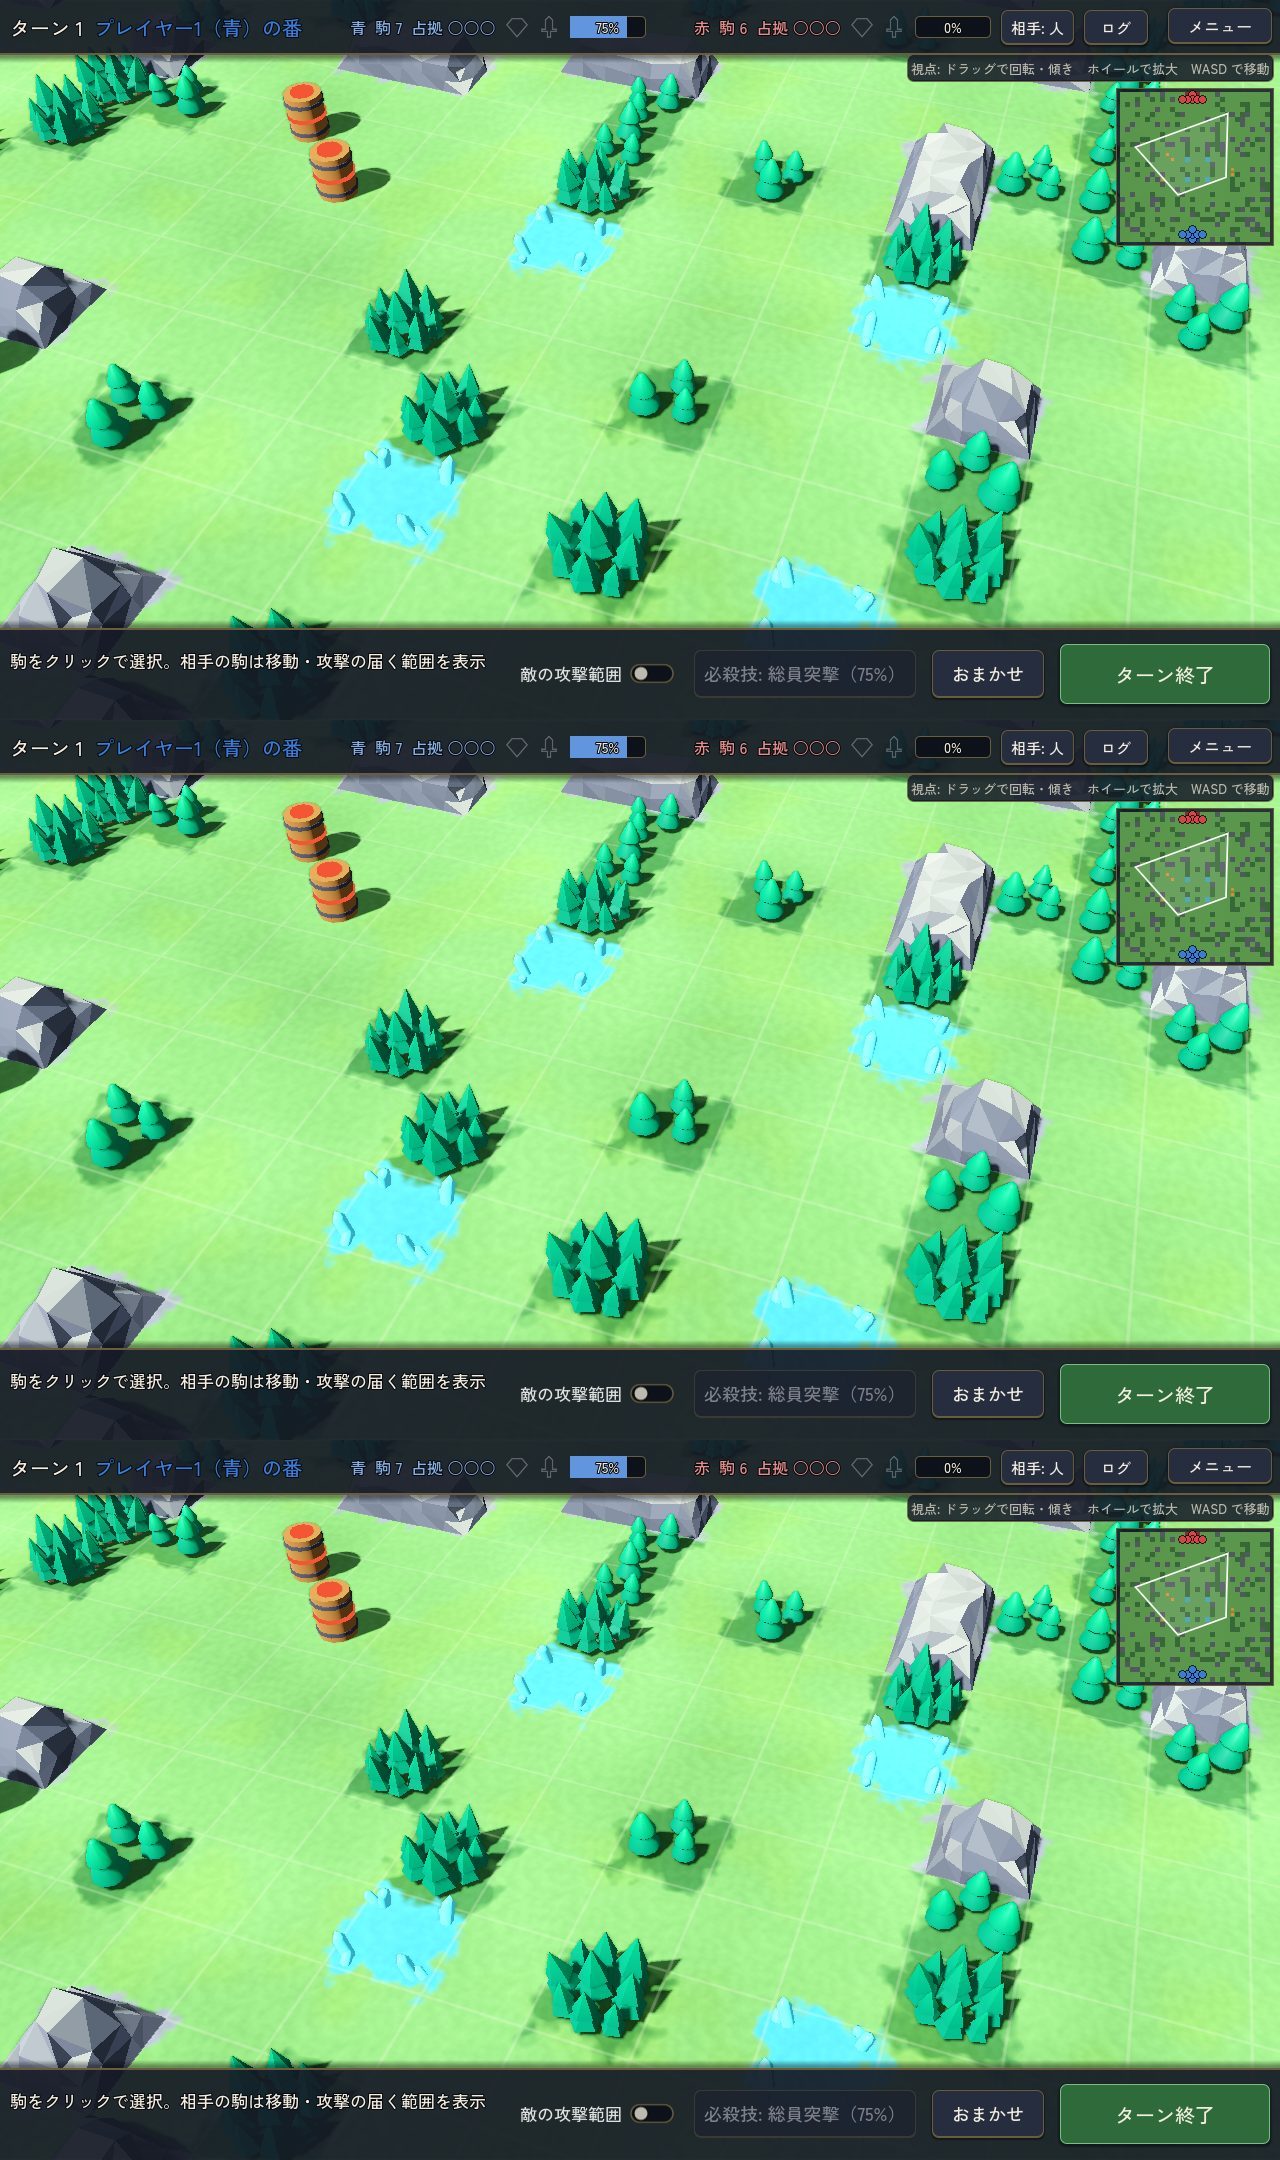 ターン 1 プレイヤー1（青）の番 青 駒 7 占拠 〇〇〇 75% 赤 駒 6 占拠 〇〇〇 0% 相手: 人 ログ メニュー
視点: ドラッグで回転・傾き ホイールで拡大 WASD で移動
駒をクリックで選択。相手の駒は移動・攻撃の届く範囲を表示
敵の攻撃範囲 必殺技: 総員突撃（75%） おまかせ ターン終了
ターン 1 プレイヤー1（青）の番 青 駒 7 占拠 〇〇〇 75% 赤 駒 6 占拠 〇〇〇 0% 相手: 人 ログ メニュー
視点: ドラッグで回転・傾き ホイールで拡大 WASD で移動
駒をクリックで選択。相手の駒は移動・攻撃の届く範囲を表示
敵の攻撃範囲 必殺技: 総員突撃（75%） おまかせ ターン終了
ターン 1 プレイヤー1（青）の番 青 駒 7 占拠 〇〇〇 75% 赤 駒 6 占拠 〇〇〇 0% 相手: 人 ログ メニュー
視点: ドラッグで回転・傾き ホイールで拡大 WASD で移動
駒をクリックで選択。相手の駒は移動・攻撃の届く範囲を表示
敵の攻撃範囲 必殺技: 総員突撃（75%） おまかせ ターン終了